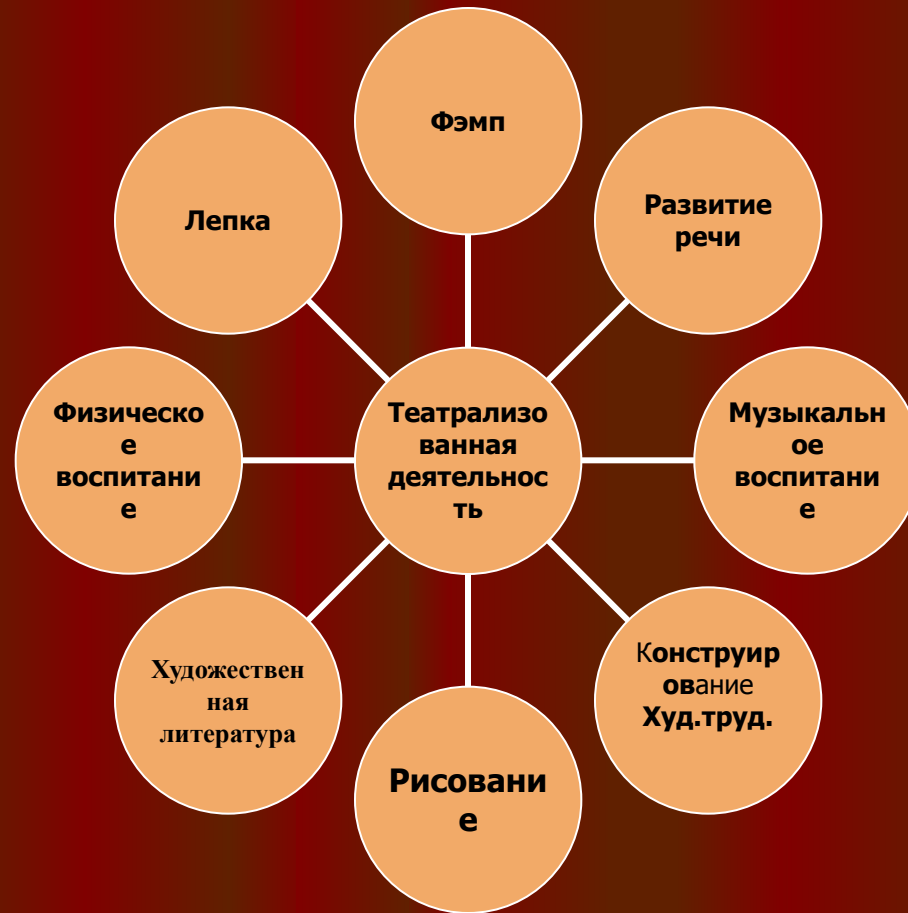 Фэмп
Лепка
Развитие
речи
Физическо
е
воспитани
е
Театрализо
ванная
деятельнос
ть
Музыкальн
ое
воспитани
е
Художествен
ная
литература
Конструир
ование
Худ.труд.
Рисовани
е